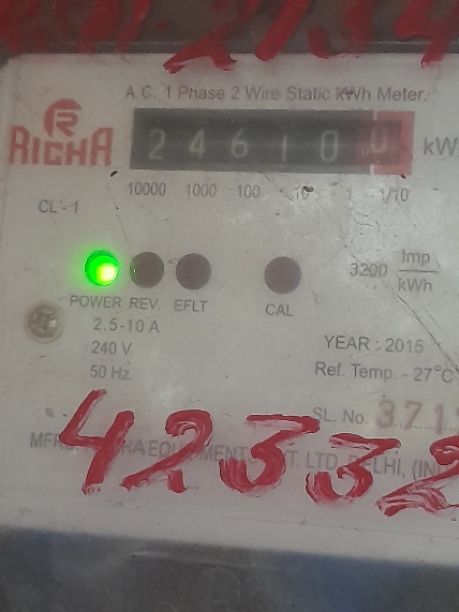 A.C. 1 Phase 2 Wire Static kWh Meter.
RICHA
2 4 6 1 0 0 kW
10000 1000 100 10 1 1/10
CL-1
3200 Imp/kWh
POWER REV. EFLT CAL
2.5-10 A
240 V.
50 Hz.
YEAR : 2015
Ref. Temp. - 27°C
SL. No. 371
42332
DELHI,